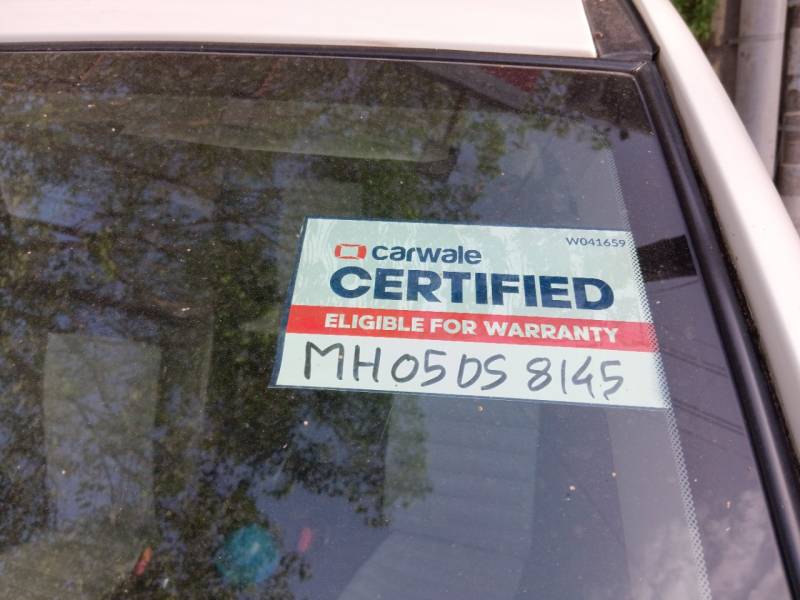 W041659
carwale
CERTIFIED
ELIGIBLE FOR WARRANTY
MH05DS 8145